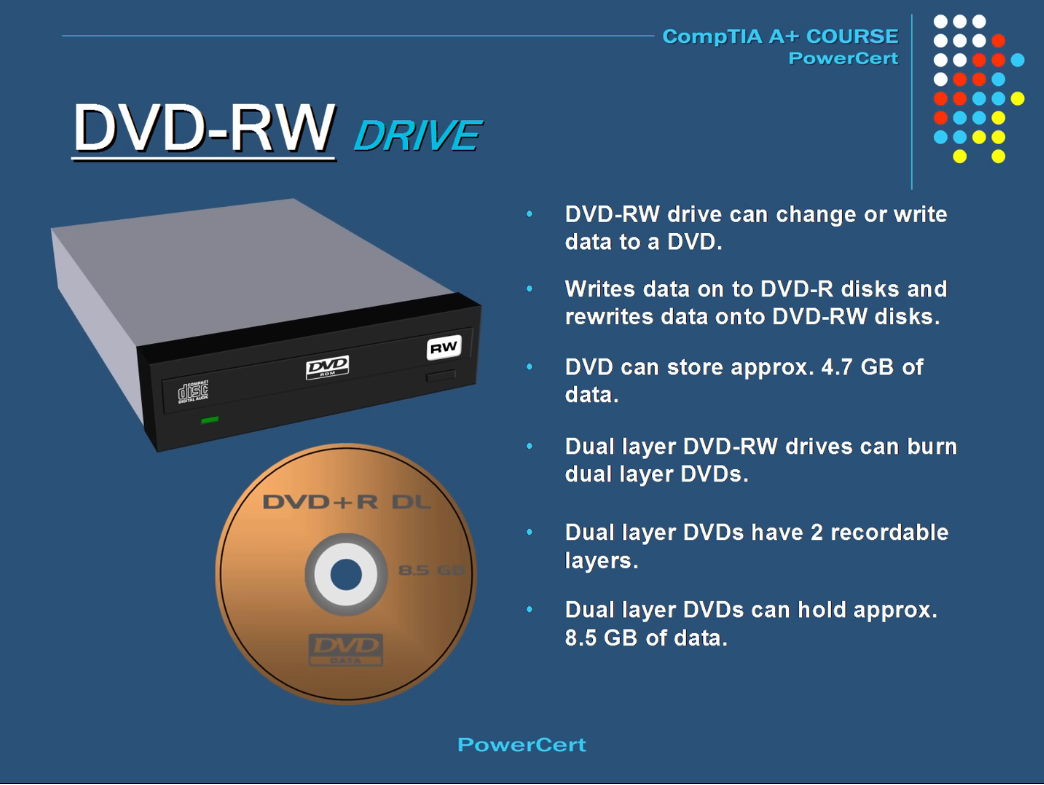 CompTIA A+ COURSE
PowerCert
DVD-RW DRIVE
• DVD-RW drive can change or write
data to a DVD.
• Writes data on to DVD-R disks and
rewrites data onto DVD-RW disks.
• DVD can store approx. 4.7 GB of
data.
• Dual layer DVD-RW drives can burn
dual layer DVDs.
• Dual layer DVDs have 2 recordable
layers.
• Dual layer DVDs can hold approx.
8.5 GB of data.
COMPACT
disc
DIGITAL AUDIO
DVD
ROM
RW
DVD+R DL
8.5 GB
DVD
DATA
PowerCert